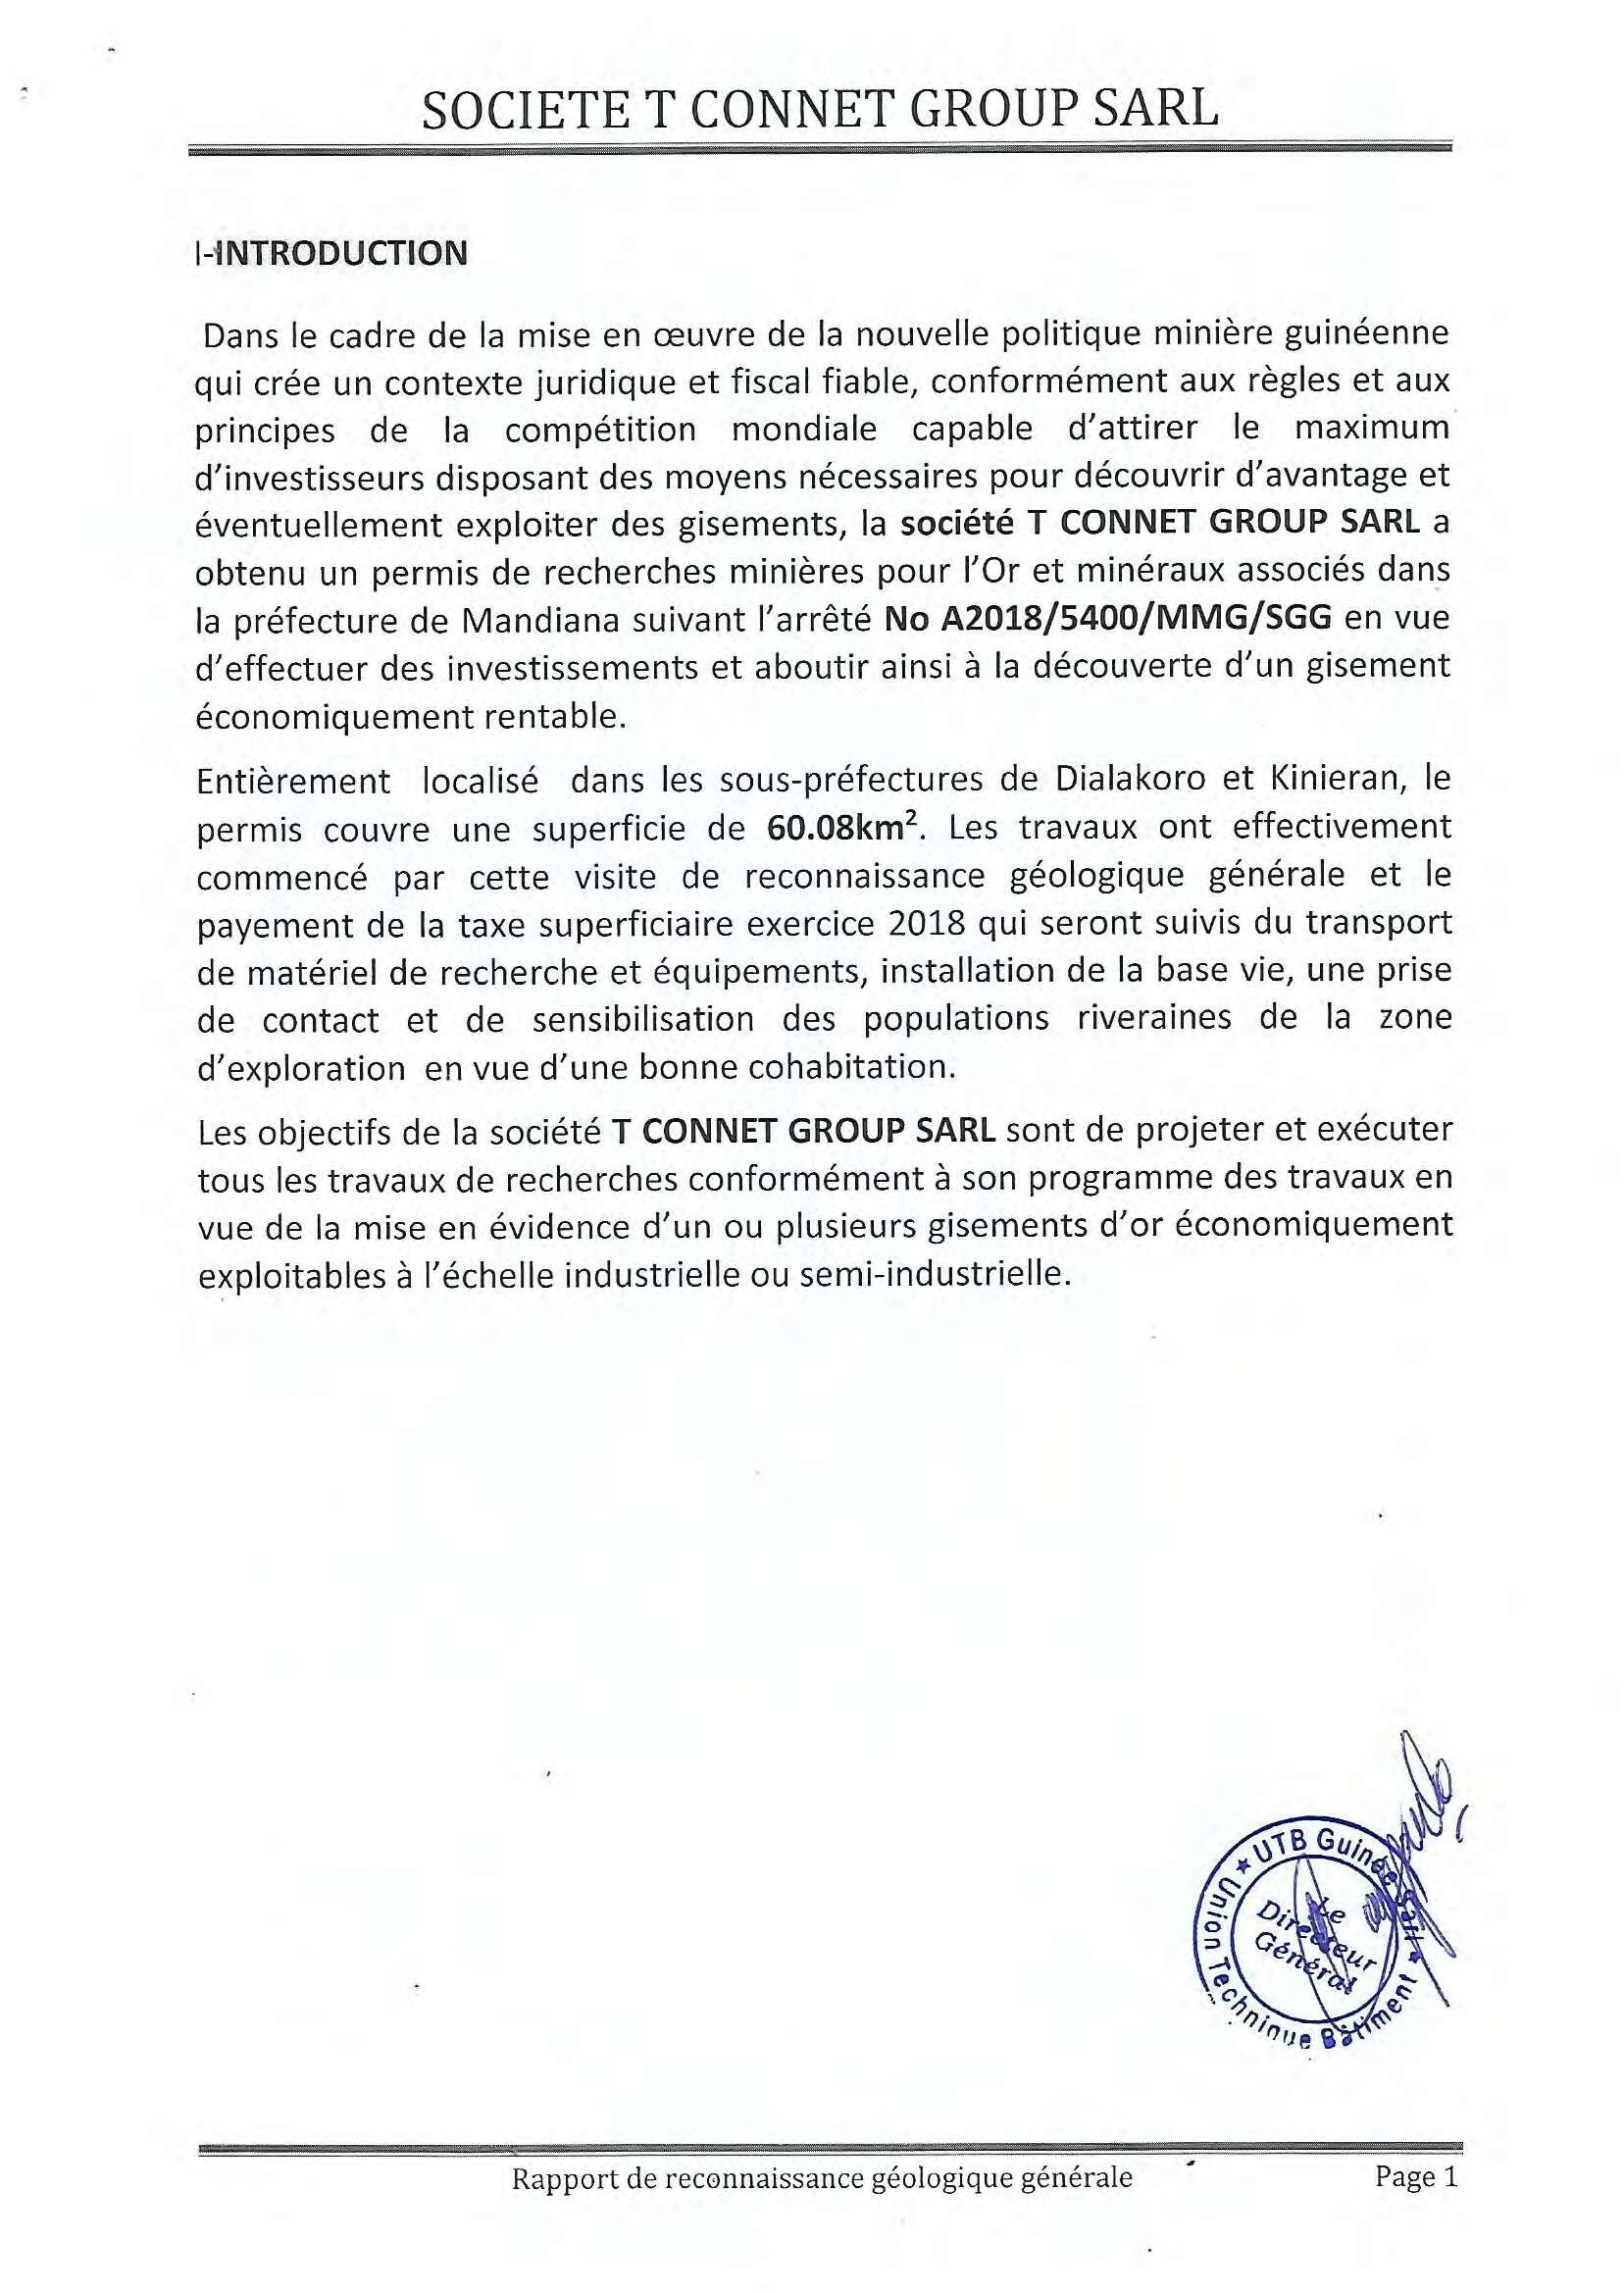 SOCIETE T CONNET GROUP SARL
I-INTRODUCTION
Dans le cadre de la mise en œuvre de la nouvelle politique minière guinéenne
qui crée un contexte juridique et fiscal fiable, conformément aux règles et aux
principes de la compétition mondiale capable d'attirer le maximum
d'investisseurs disposant des moyens nécessaires pour découvrir d'avantage et
éventuellement exploiter des gisements, la société T CONNET GROUP SARL a
obtenu un permis de recherches minières pour l'Or et minéraux associés dans
la préfecture de Mandiana suivant l'arrêté No A2018/5400/MMG/SGG en vue
d'effectuer des investissements et aboutir ainsi à la découverte d'un gisement
économiquement rentable.
Entièrement localisé dans les sous-préfectures de Dialakoro et Kinieran, le
permis couvre une superficie de 60.08km². Les travaux ont effectivement
commencé par cette visite de reconnaissance géologique générale et le
payement de la taxe superficiaire exercice 2018 qui seront suivis du transport
de matériel de recherche et équipements, installation de la base vie, une prise
de contact et de sensibilisation des populations riveraines de la zone
d'exploration en vue d'une bonne cohabitation.
Les objectifs de la société T CONNET GROUP SARL sont de projeter et exécuter
tous les travaux de recherches conformément à son programme des travaux en
vue de la mise en évidence d'un ou plusieurs gisements d'or économiquement
exploitables à l'échelle industrielle ou semi-industrielle.
★ UTB Guinée Sarl ★
Union Technique Bâtiment
Le
Directeur
Général
Rapport de reconnaissance géologique générale Page 1